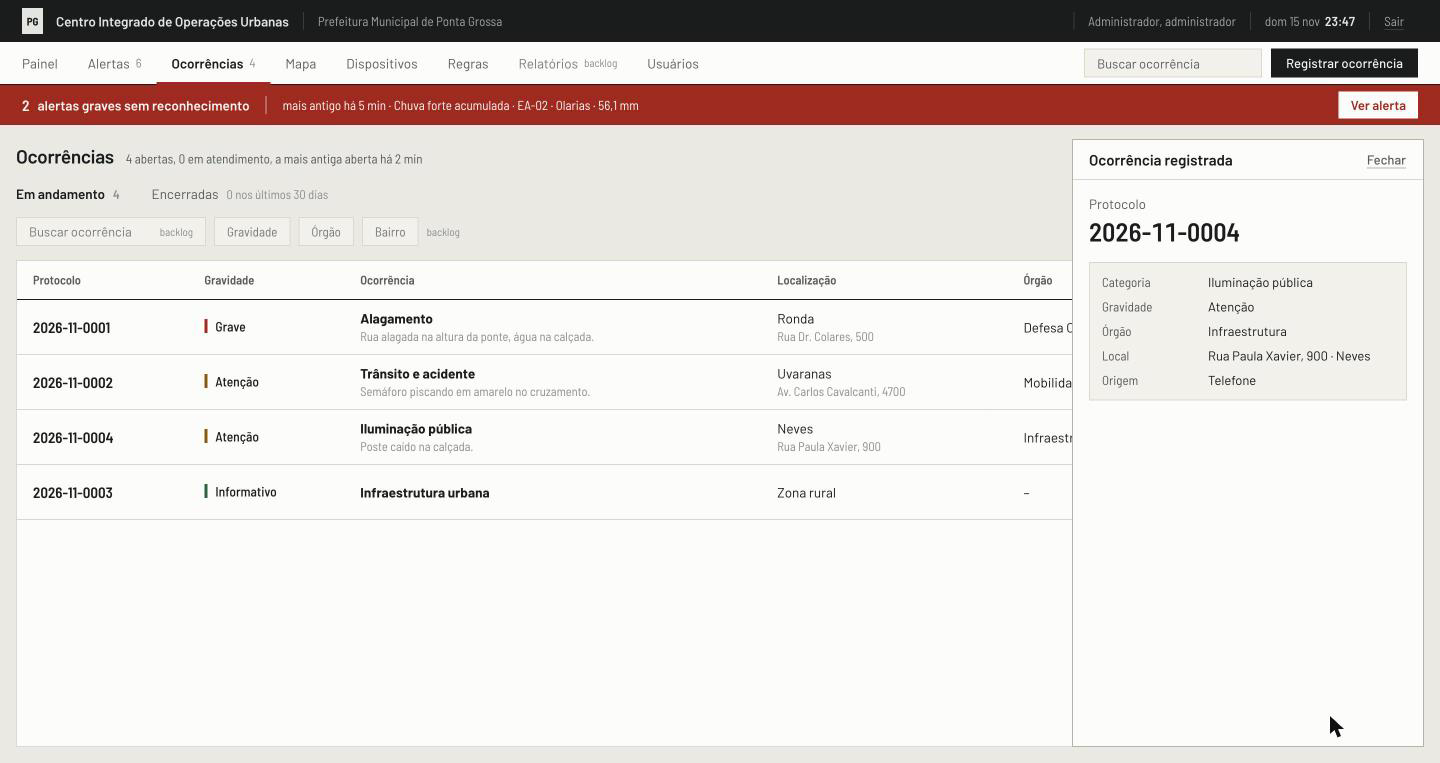 PG Centro Integrado de Operações Urbanas Prefeitura Municipal de Ponta Grossa Administrador, administrador dom 15 nov 23:47 Sair
Painel Alertas 6 Ocorrências 4 Mapa Dispositivos Regras Relatórios backlog Usuários Buscar ocorrência Registrar ocorrência
2 alertas graves sem reconhecimento mais antigo há 5 min · Chuva forte acumulada · EA-02 · Olarias · 56,1 mm Ver alerta
Ocorrências 4 abertas, 0 em atendimento, a mais antiga aberta há 2 min
Em andamento 4 Encerradas 0 nos últimos 30 dias
Buscar ocorrência backlog Gravidade Órgão Bairro backlog
Protocolo Gravidade Ocorrência Localização Órgão
2026-11-0001 Grave Alagamento Ronda Defesa C
Rua alagada na altura da ponte, água na calçada. Rua Dr. Colares, 500
2026-11-0002 Atenção Trânsito e acidente Uvaranas Mobilida
Semáforo piscando em amarelo no cruzamento. Av. Carlos Cavalcanti, 4700
2026-11-0004 Atenção Iluminação pública Neves Infraestr
Poste caído na calçada. Rua Paula Xavier, 900
2026-11-0003 Informativo Infraestrutura urbana Zona rural –
Ocorrência registrada Fechar
Protocolo
2026-11-0004
Categoria Iluminação pública
Gravidade Atenção
Órgão Infraestrutura
Local Rua Paula Xavier, 900 · Neves
Origem Telefone